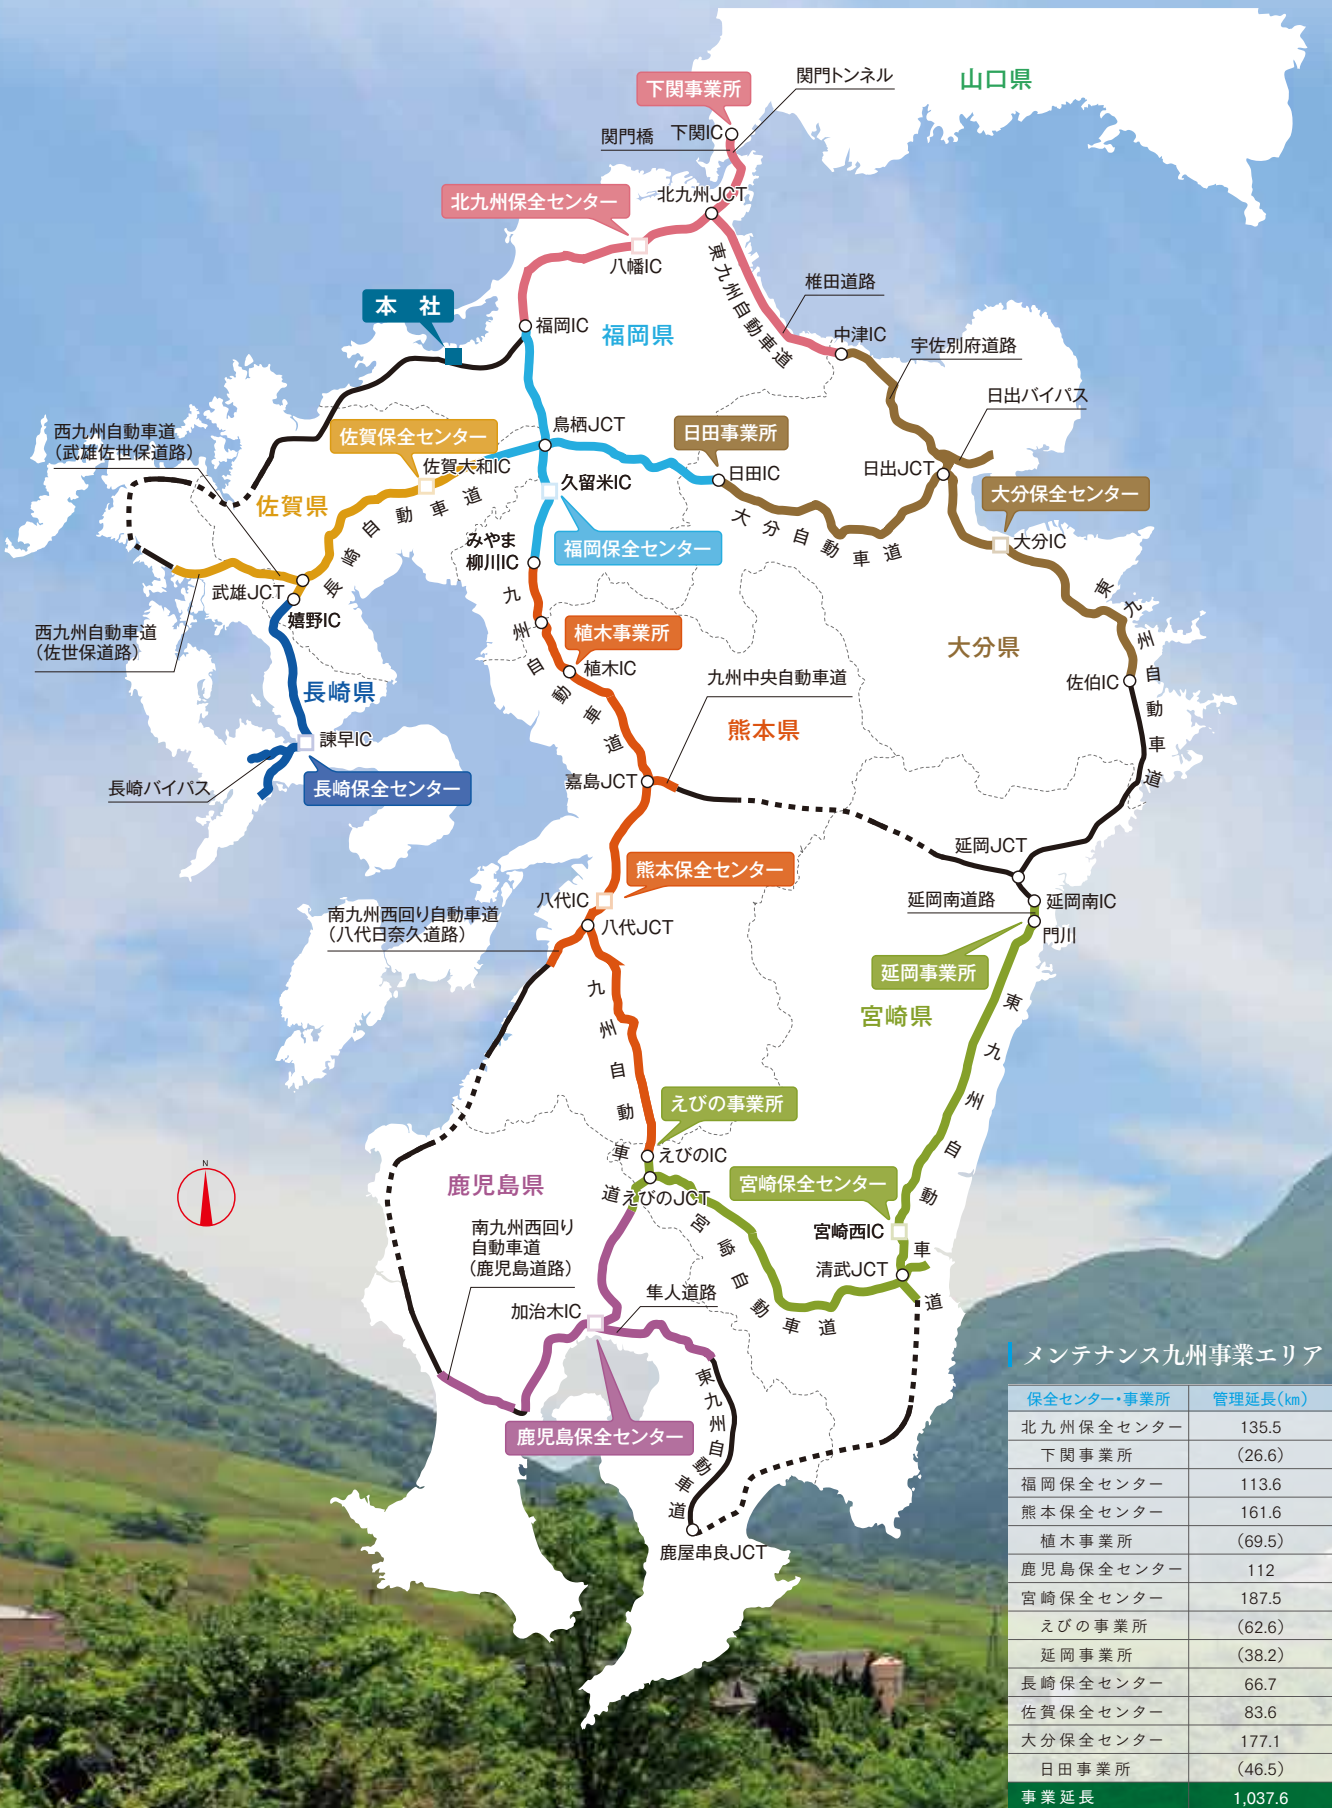 山口県
関門トンネル
下関事業所
関門橋
下関IC
北九州JCT
北九州保全センター
八幡IC
東九州自動車道
椎田道路
本 社
福岡IC
福岡県
中津IC
宇佐別府道路
日出バイパス
西九州自動車道
(武雄佐世保道路)
佐賀保全センター
鳥栖JCT
日田事業所
佐賀大和IC
久留米IC
日田IC
日出JCT
大分保全センター
佐賀県
長崎自動車道
みやま
柳川IC
福岡保全センター
大分自動車道
大分IC
武雄JCT
嬉野IC
九州自動車道
植木事業所
植木IC
東九州自動車道
大分県
佐伯IC
西九州自動車道
(佐世保道路)
長崎県
九州中央自動車道
熊本県
諫早IC
長崎バイパス
長崎保全センター
嘉島JCT
延岡JCT
熊本保全センター
八代IC
八代JCT
南九州西回り自動車道
(八代日奈久道路)
延岡南道路
延岡南IC
門川
延岡事業所
宮崎県
九州自動車道
東九州自動車道
えびの事業所
えびのIC
えびのJCT
宮崎保全センター
宮崎西IC
清武JCT
宮崎自動車道
N
鹿児島県
南九州西回り
自動車道
(鹿児島道路)
加治木IC
隼人道路
鹿児島保全センター
東九州自動車道
鹿屋串良JCT
メンテナンス九州事業エリア
保全センター・事業所 管理延長(km)
北九州保全センター 135.5
下関事業所 (26.6)
福岡保全センター 113.6
熊本保全センター 161.6
植木事業所 (69.5)
鹿児島保全センター 112
宮崎保全センター 187.5
えびの事業所 (62.6)
延岡事業所 (38.2)
長崎保全センター 66.7
佐賀保全センター 83.6
大分保全センター 177.1
日田事業所 (46.5)
事業延長 1,037.6